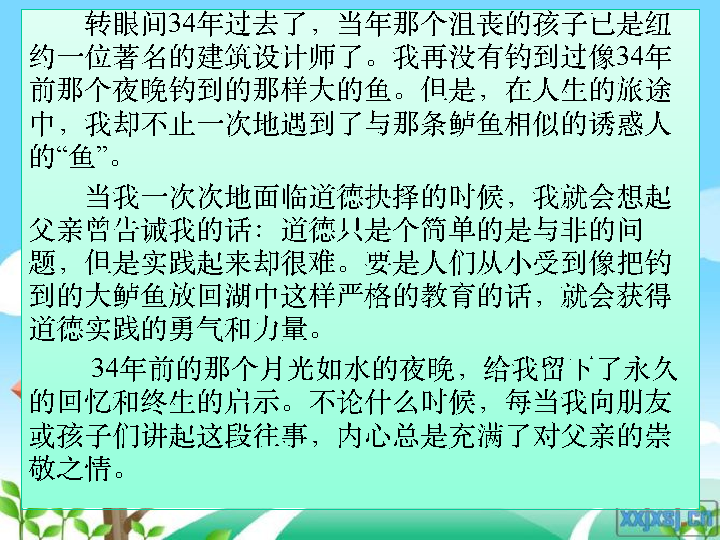 转眼间34年过去了，当年那个沮丧的孩子已是纽
约一位著名的建筑设计师了。我再没有钓到过像34年
前那个夜晚钓到的那样大的鱼。但是，在人生的旅途
中，我却不止一次地遇到了与那条鲈鱼相似的诱惑人
的“鱼”。
当我一次次地面临道德抉择的时候，我就会想起
父亲曾告诫我的话：道德只是个简单的是与非的问
题，但是实践起来却很难。要是人们从小受到像把钓
到的大鲈鱼放回湖中这样严格的教育的话，就会获得
道德实践的勇气和力量。
34年前的那个月光如水的夜晚，给我留下了永久
的回忆和终生的启示。不论什么时候，每当我向朋友
或孩子们讲起这段往事，内心总是充满了对父亲的崇
敬之情。
xxjxsj.cn